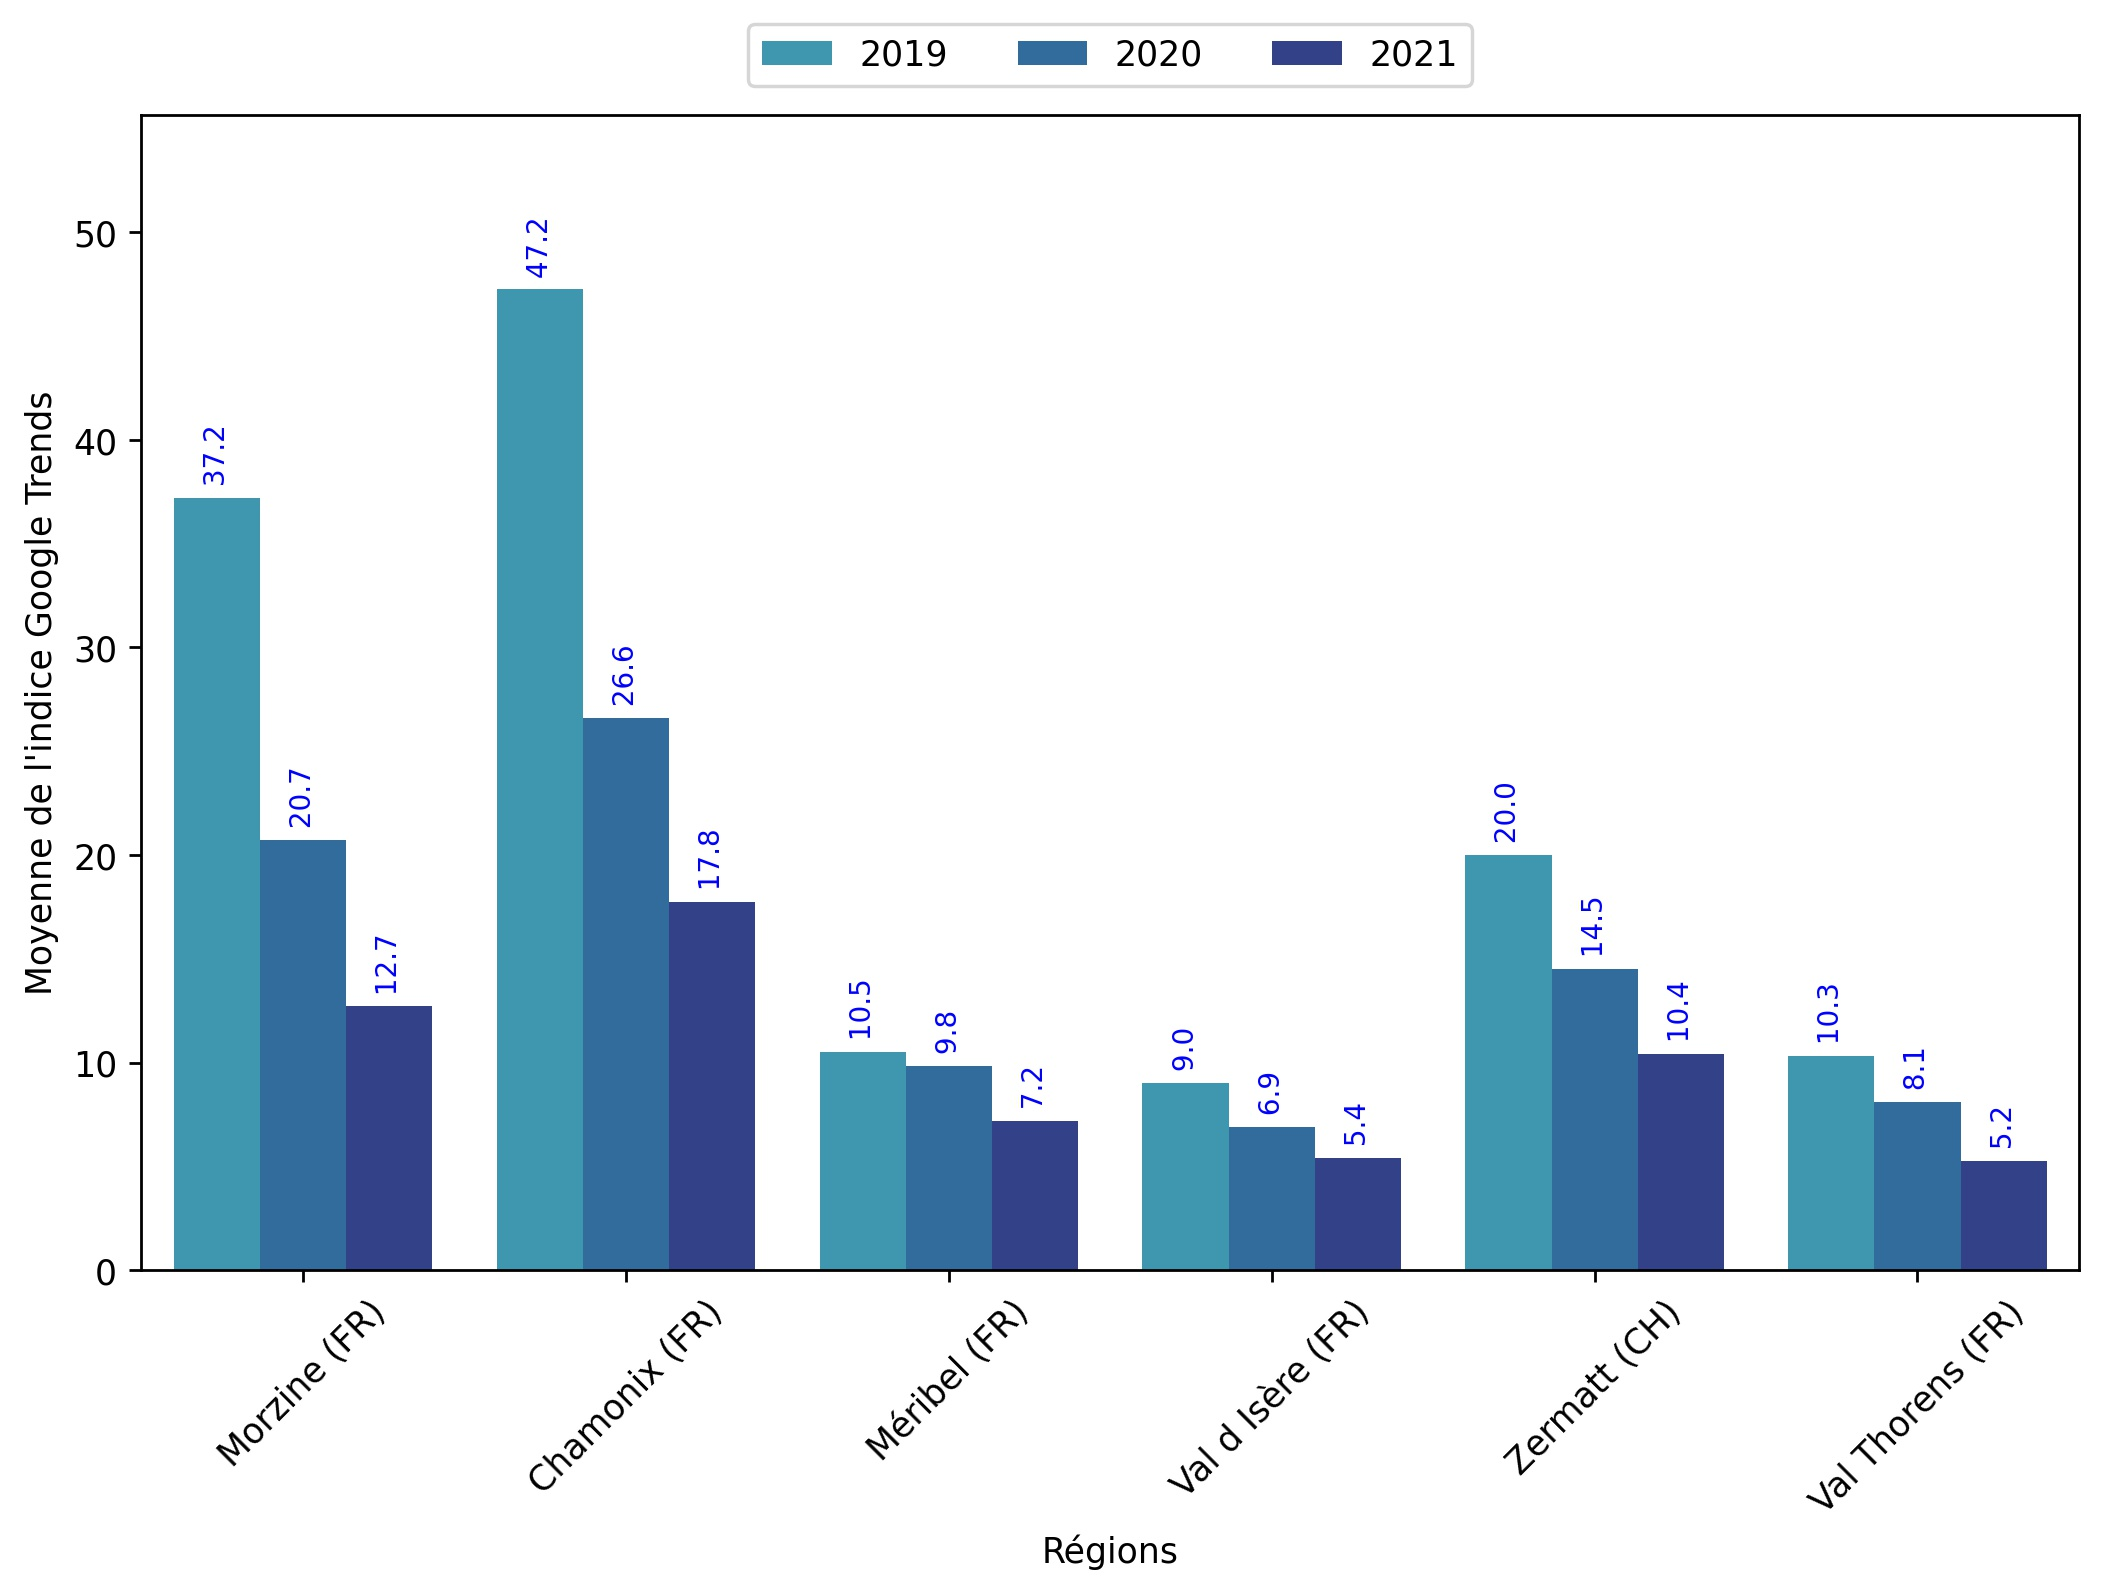 2019 2020 2021
Moyenne de l'indice Google Trends
50
40
30
20
10
0
37.2
20.7
12.7
47.2
26.6
17.8
10.5
9.8
7.2
9.0
6.9
5.4
20.0
14.5
10.4
10.3
8.1
5.2
Morzine (FR)
Chamonix (FR)
Méribel (FR)
Val d Isère (FR)
Zermatt (CH)
Val Thorens (FR)
Régions